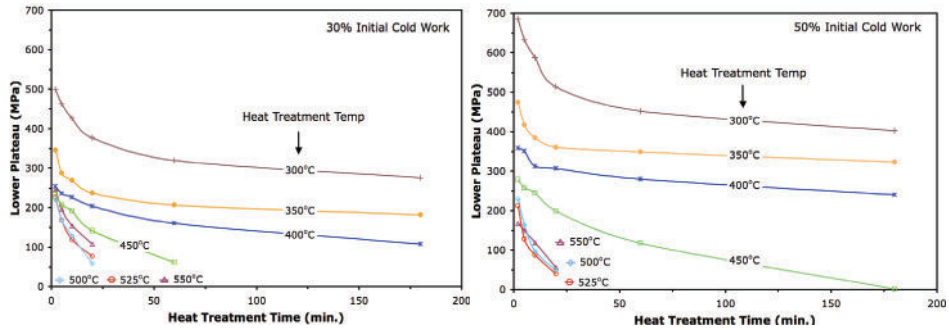 30% Initial Cold Work
Lower Plateau (MPa)
700
600
500
400
300
200
100
0
Heat Treatment Temp
300°C
350°C
400°C
450°C
500°C 525°C 550°C
0 50 100 150 200
Heat Treatment Time (min.)
50% Initial Cold Work
Lower Plateau (MPa)
700
600
500
400
300
200
100
0
Heat Treatment Temp
300°C
350°C
400°C
450°C
550°C
500°C
525°C
0 50 100 150 200
Heat Treatment Time (min.)